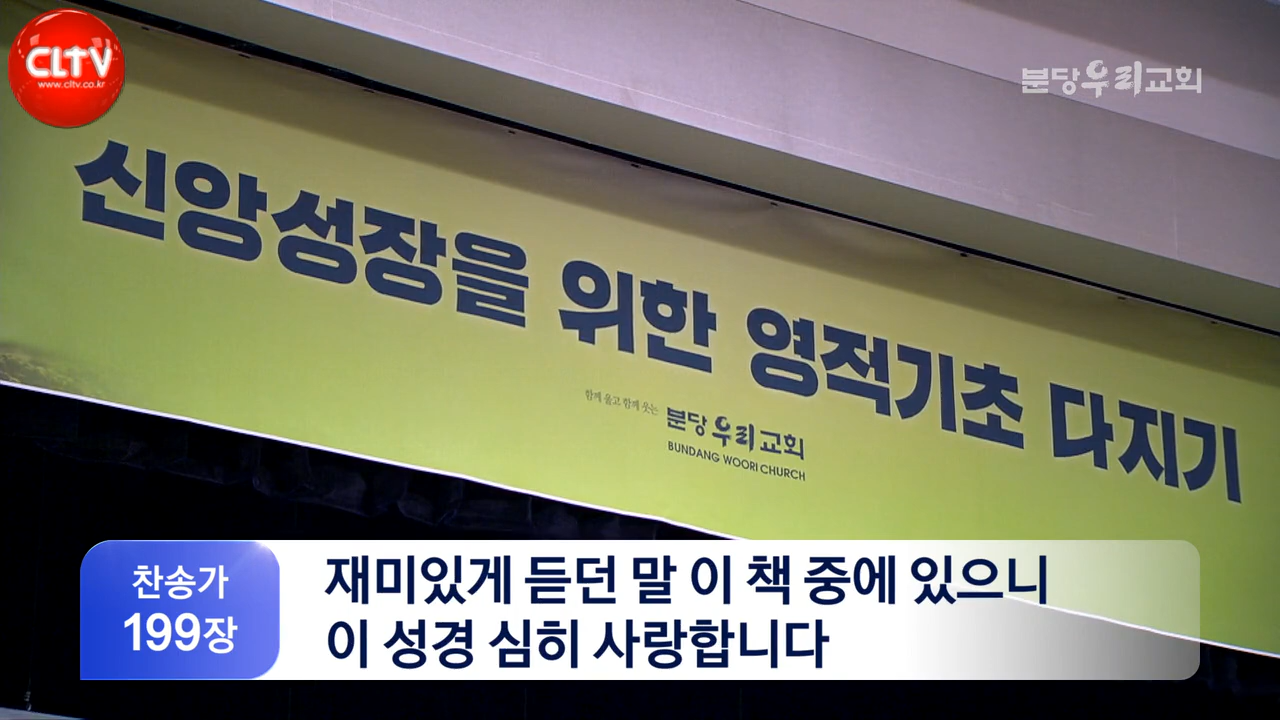 CLTV
www.cltv.co.kr
분당우리교회
신앙성장을 위한 영적기초 다지기
함께 울고 함께 웃는
분당우리교회
BUNDANG WOORI CHURCH
찬송가
199장
재미있게 듣던 말 이 책 중에 있으니
이 성경 심히 사랑합니다